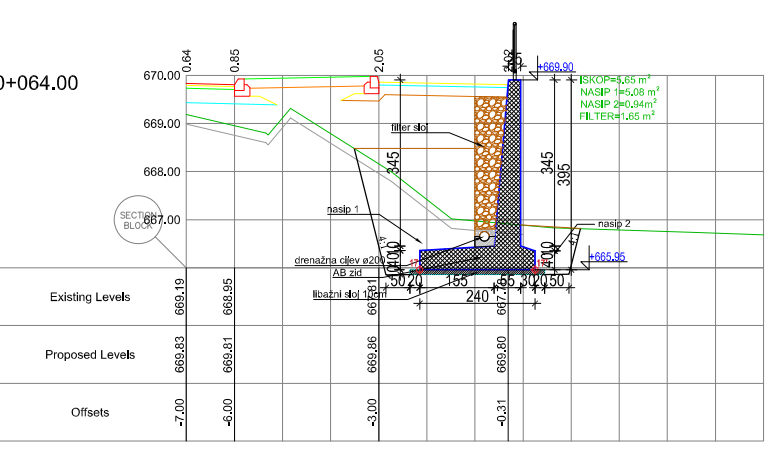 0+064.00
0.64
0.85
2.05
+669.90
670.00
669.00
668.00
667.00
ISKOP=5.65 m²
NASIP 1=5.08 m²
NASIP 2=0.94m²
FILTER=1.65 m²
filter sloj
345
345
395
SECTION
BLOCK
nasip 1
nasip 2
+665.95
drenažna cijev ø200
AB zid
libažni sloj 10cm
50
20
155
55
30
20
50
240
Existing Levels
669.19
668.95
Proposed Levels
669.83
669.81
669.86
669.80
Offsets
-7.00
-6.00
-3.00
-0.31